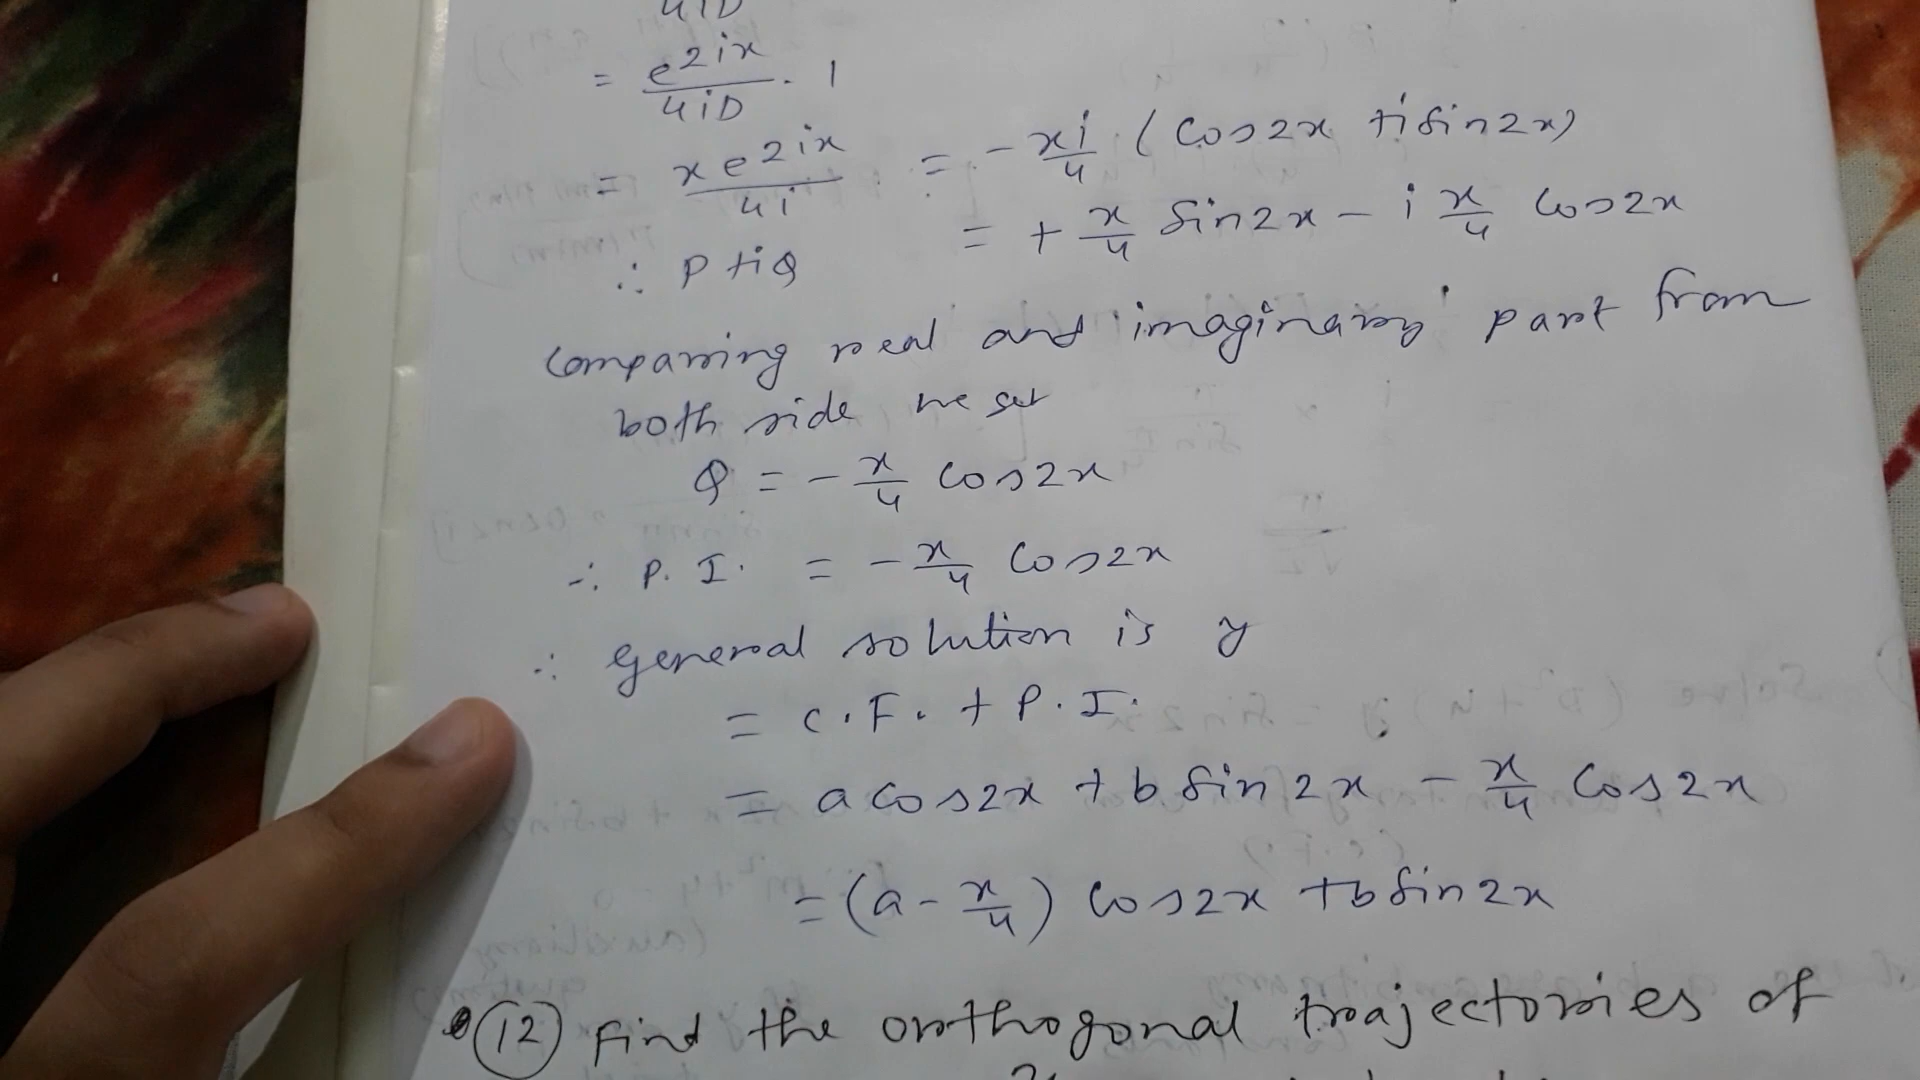 4iD
= e^{2ix}/4iD . 1
= xe^{2ix}/4i = - xi/4 (cos2x + i sin2x)
= + x/4 sin2x - i x/4 cos2x
∴ P + iQ
comparing real and imaginary part from
both side we get
Q = - x/4 cos2x
∴ P. I. = - x/4 cos2x
∴ general solution is y
= C.F. + P.I.
= a cos2x + b sin2x - x/4 cos2x
= (a - x/4) cos2x + b sin2x
(12) Find the orthogonal trajectories of